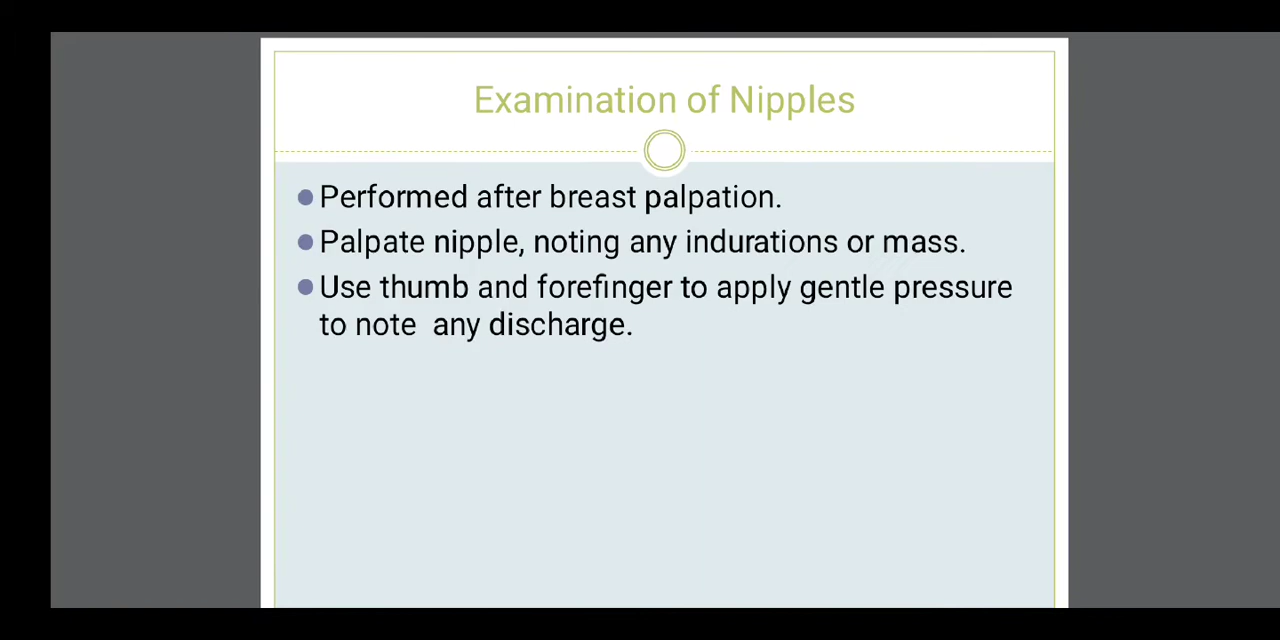 Examination of Nipples
Performed after breast palpation.
Palpate nipple, noting any indurations or mass.
Use thumb and forefinger to apply gentle pressure
to note  any discharge.